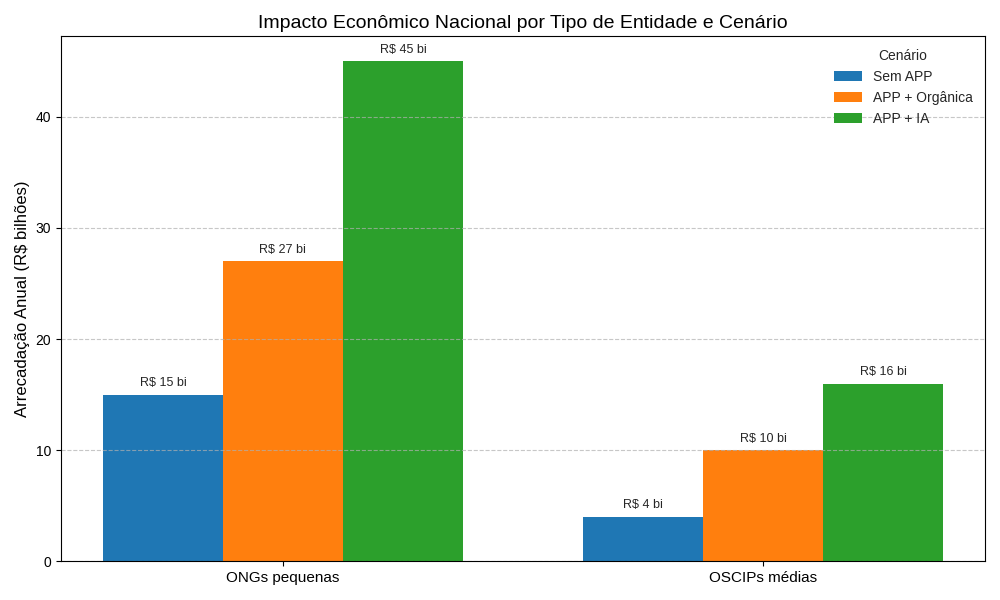 Impacto Econômico Nacional por Tipo de Entidade e Cenário
Arrecadação Anual (R$ bilhões)
40
30
20
10
0
Cenário
Sem APP
APP + Orgânica
APP + IA
R$ 15 bi
R$ 27 bi
R$ 45 bi
R$ 4 bi
R$ 10 bi
R$ 16 bi
ONGs pequenas
OSCIPs médias